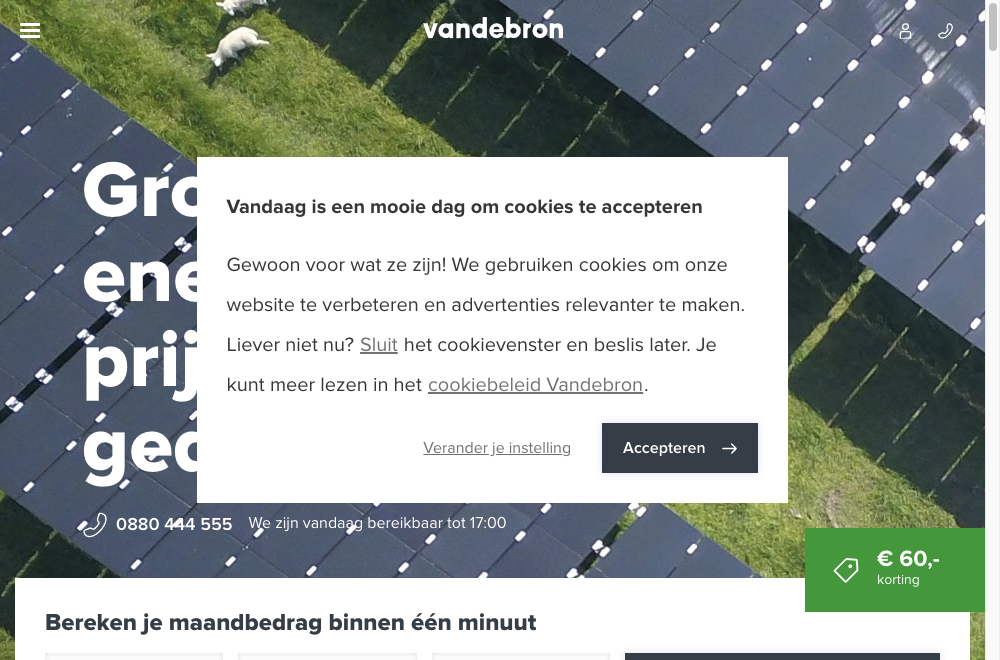 vandebron
Gro
ene
prij
ged
Vandaag is een mooie dag om cookies te accepteren
Gewoon voor wat ze zijn! We gebruiken cookies om onze
website te verbeteren en advertenties relevanter te maken.
Liever niet nu? Sluit het cookievenster en beslis later. Je
kunt meer lezen in het cookiebeleid Vandebron.
Verander je instelling
Accepteren →
0880 444 555 We zijn vandaag bereikbaar tot 17:00
€ 60,-
korting
Bereken je maandbedrag binnen één minuut